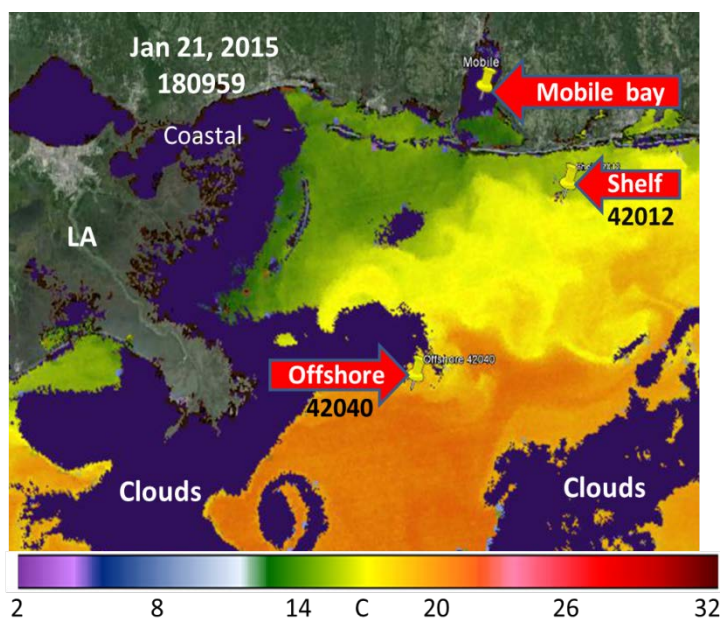 Jan 21, 2015
180959
Mobile
Mobile bay
Coastal
Shelf
42012
LA
Offshore 42040
Offshore
42040
Clouds
Clouds
2 8 14 C 20 26 32